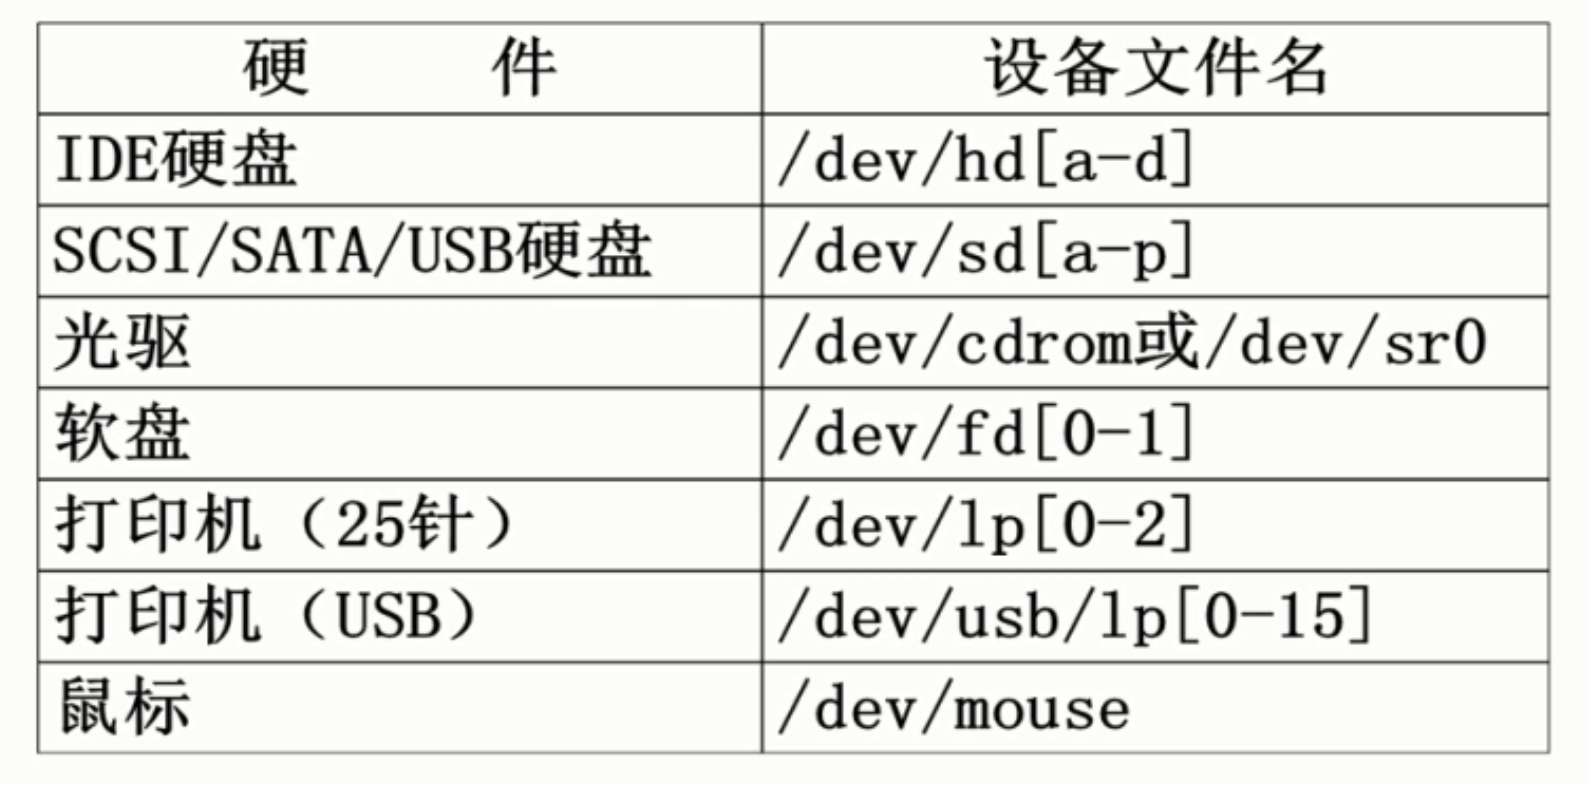 硬 件 设备文件名
IDE硬盘 /dev/hd[a-d]
SCSI/SATA/USB硬盘 /dev/sd[a-p]
光驱 /dev/cdrom或/dev/sr0
软盘 /dev/fd[0-1]
打印机（25针） /dev/lp[0-2]
打印机（USB） /dev/usb/lp[0-15]
鼠标 /dev/mouse